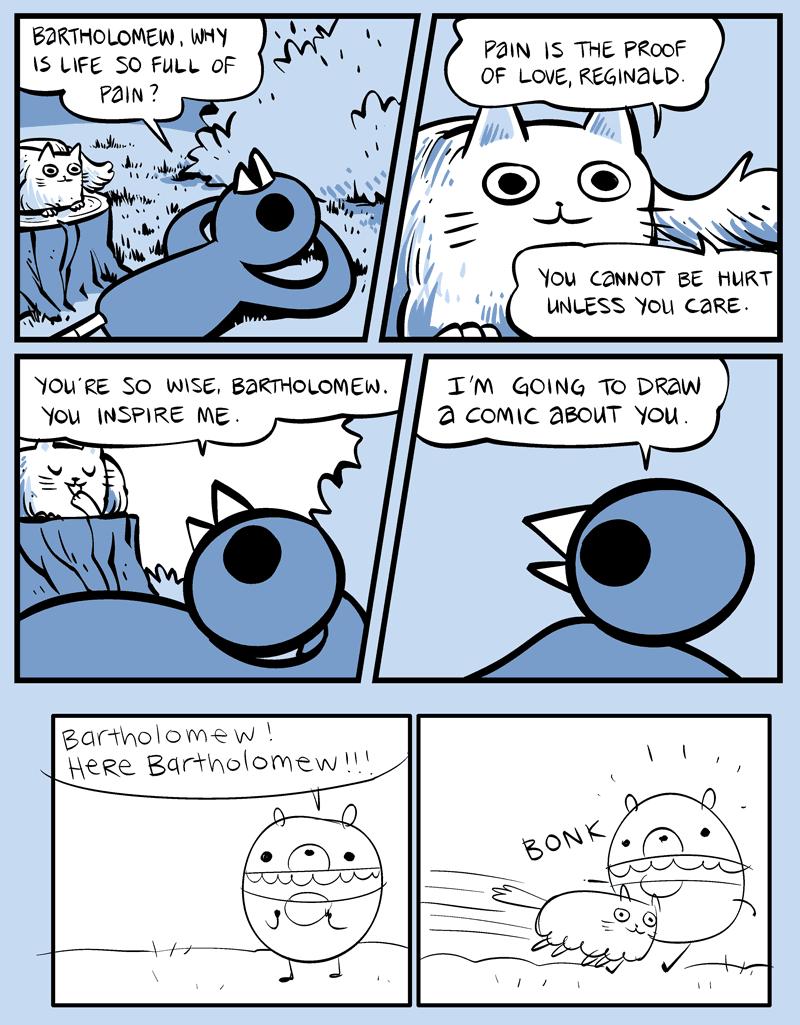 BARTHOLOMEW, WHY
IS LIFE SO FULL OF
PAIN?
PAIN IS THE PROOF
OF LOVE, REGINALD.
YOU CANNOT BE HURT
UNLESS YOU CARE.
YOU'RE SO WISE, BARTHOLOMEW.
YOU INSPIRE ME.
I'M GOING TO DRAW
A COMIC ABOUT YOU.
Bartholomew!
Here Bartholomew!!!
BONK